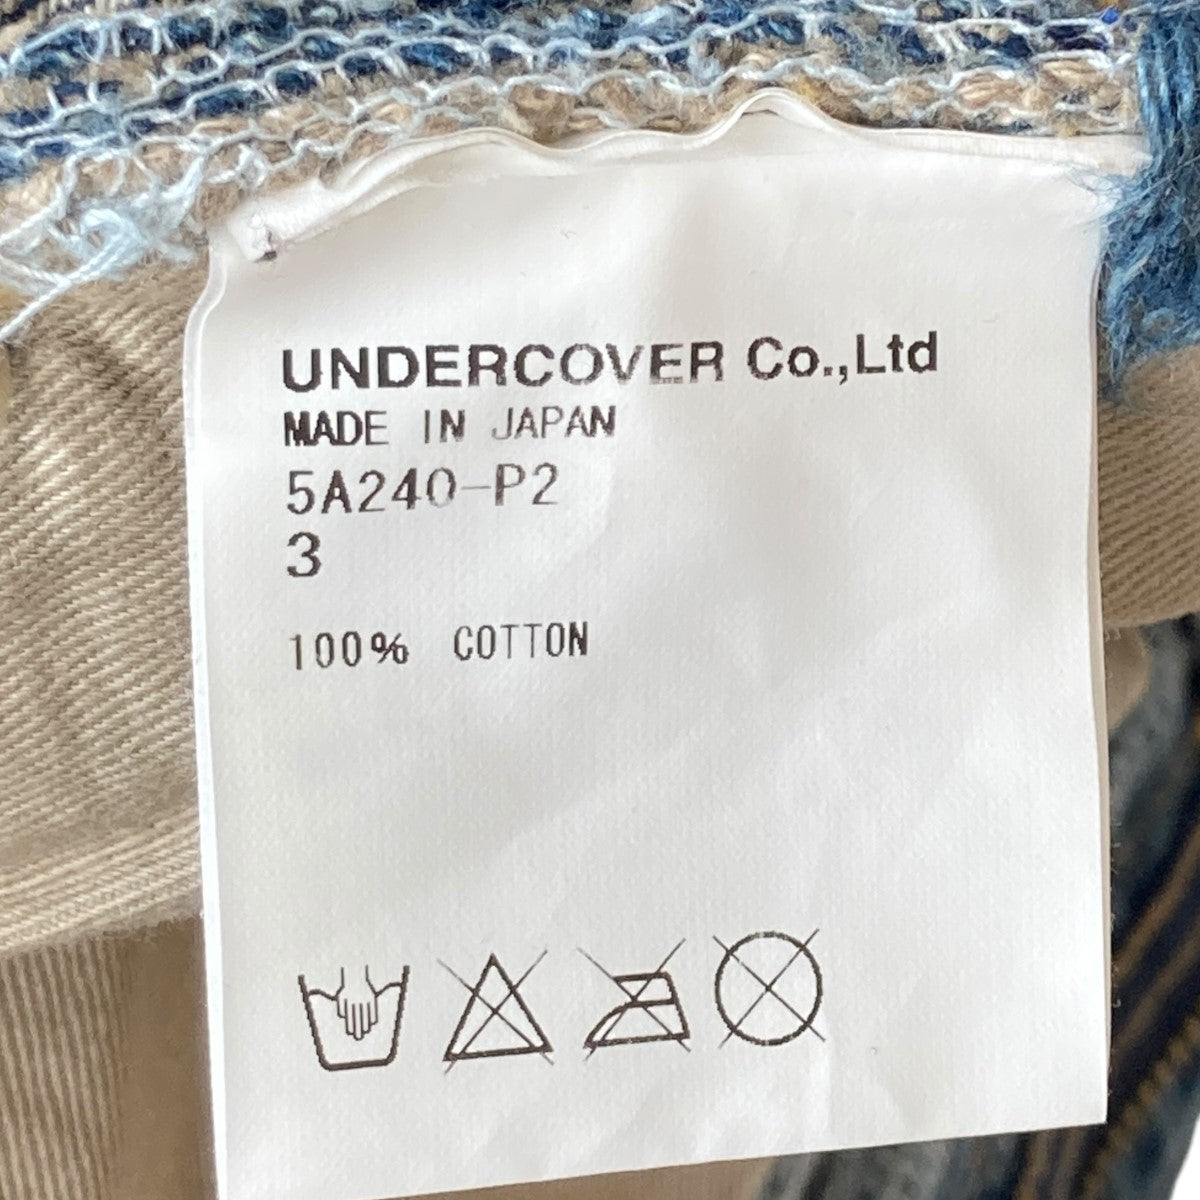 UNDERCOVER Co.,Ltd
MADE IN JAPAN
5A240-P2
3
100% COTTON